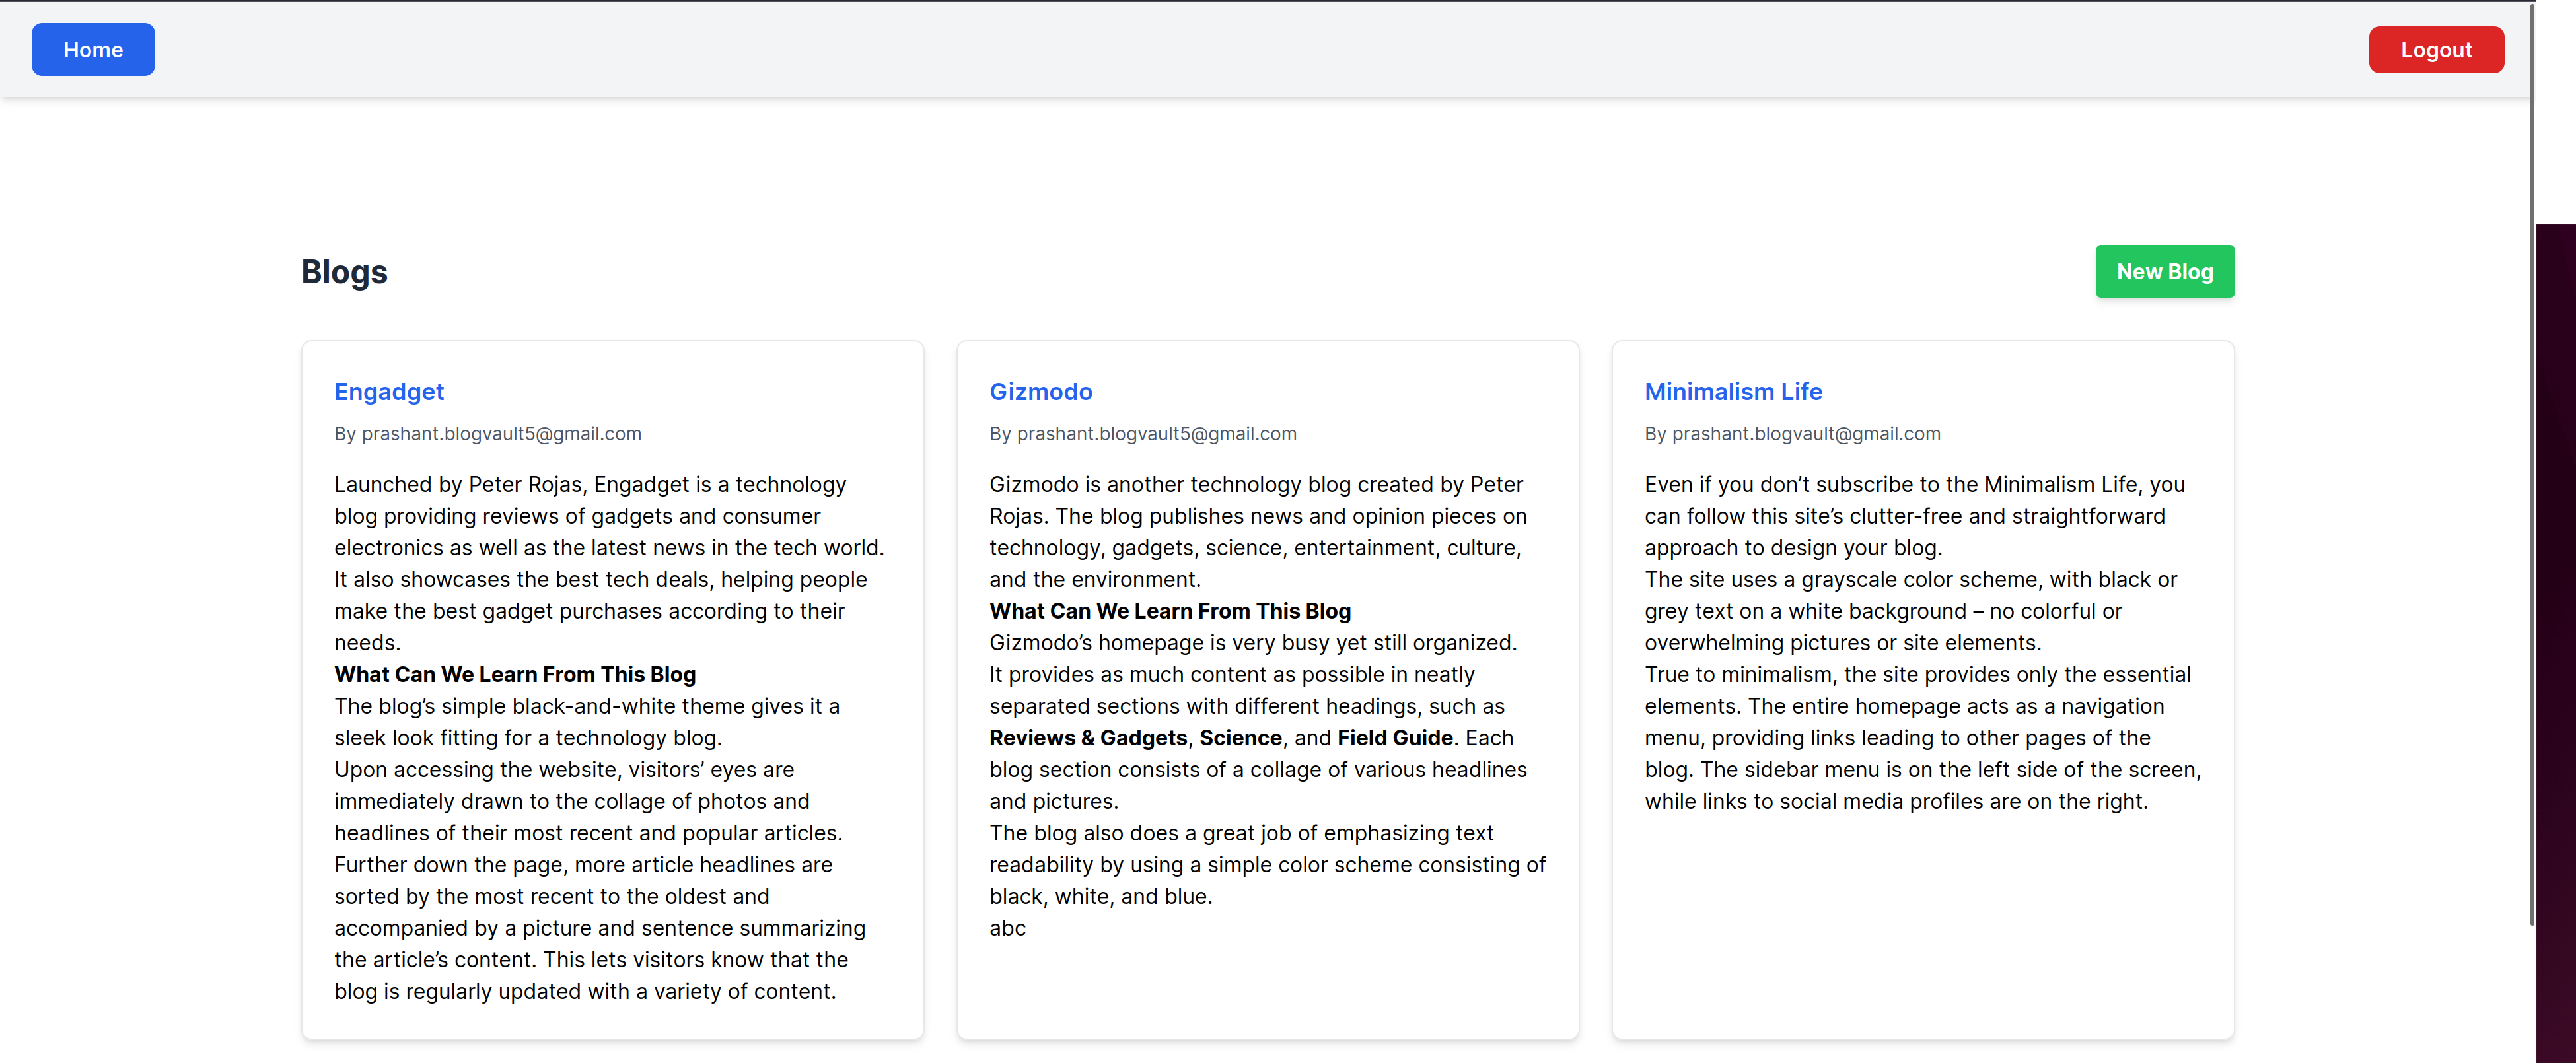 Home
Logout
Blogs
New Blog
Engadget
By prashant.blogvault5@gmail.com
Launched by Peter Rojas, Engadget is a technology
blog providing reviews of gadgets and consumer
electronics as well as the latest news in the tech world.
It also showcases the best tech deals, helping people
make the best gadget purchases according to their
needs.
What Can We Learn From This Blog
The blog’s simple black-and-white theme gives it a
sleek look fitting for a technology blog.
Upon accessing the website, visitors’ eyes are
immediately drawn to the collage of photos and
headlines of their most recent and popular articles.
Further down the page, more article headlines are
sorted by the most recent to the oldest and
accompanied by a picture and sentence summarizing
the article’s content. This lets visitors know that the
blog is regularly updated with a variety of content.
Gizmodo
By prashant.blogvault5@gmail.com
Gizmodo is another technology blog created by Peter
Rojas. The blog publishes news and opinion pieces on
technology, gadgets, science, entertainment, culture,
and the environment.
What Can We Learn From This Blog
Gizmodo’s homepage is very busy yet still organized.
It provides as much content as possible in neatly
separated sections with different headings, such as
Reviews & Gadgets, Science, and Field Guide. Each
blog section consists of a collage of various headlines
and pictures.
The blog also does a great job of emphasizing text
readability by using a simple color scheme consisting of
black, white, and blue.
abc
Minimalism Life
By prashant.blogvault@gmail.com
Even if you don’t subscribe to the Minimalism Life, you
can follow this site’s clutter-free and straightforward
approach to design your blog.
The site uses a grayscale color scheme, with black or
grey text on a white background – no colorful or
overwhelming pictures or site elements.
True to minimalism, the site provides only the essential
elements. The entire homepage acts as a navigation
menu, providing links leading to other pages of the
blog. The sidebar menu is on the left side of the screen,
while links to social media profiles are on the right.